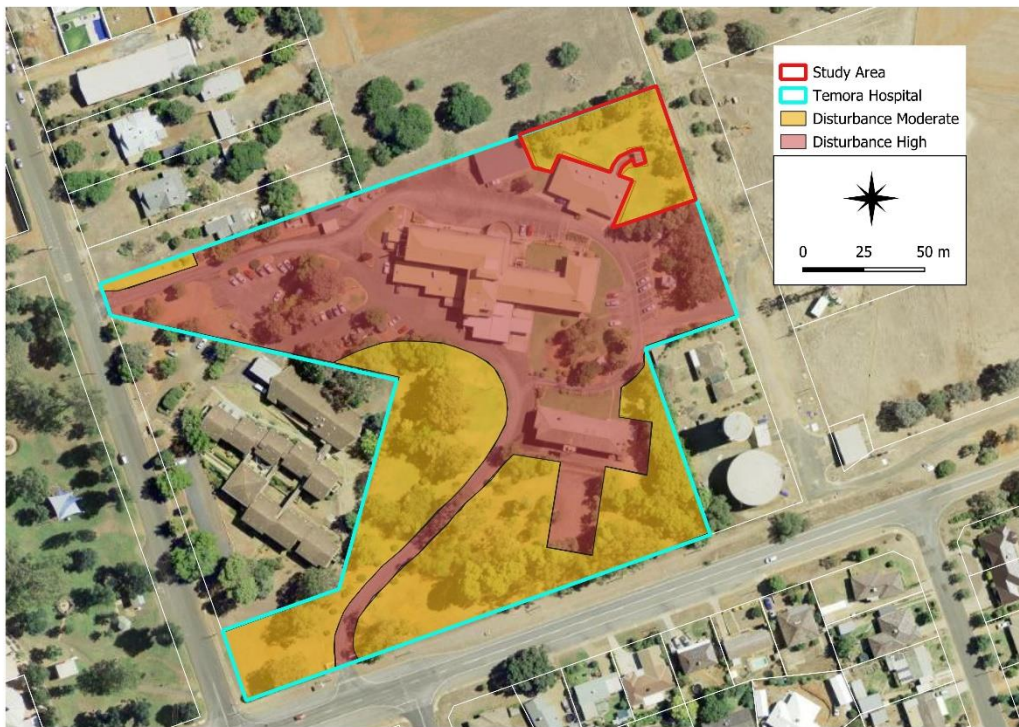 Study Area
Temora Hospital
Disturbance Moderate
Disturbance High
0 25 50 m